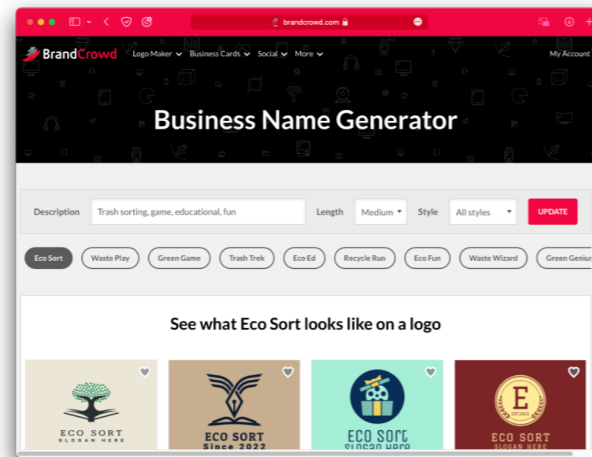 brandcrowd.com
BrandCrowd Logo Maker Business Cards Social More My Account
Business Name Generator
Description Trash sorting, game, educational, fun Length Medium Style All styles UPDATE
Eco Sort Waste Play Green Game Trash Trek Eco Ed Recycle Run Eco Fun Waste Wizard Green Genius
See what Eco Sort looks like on a logo
ECO SORT
SLOGAN HERE
ECO SORT
Since 2022
ECO SORT
SLOGAN HERE
E
ECO SORT
SLOGAN HERE